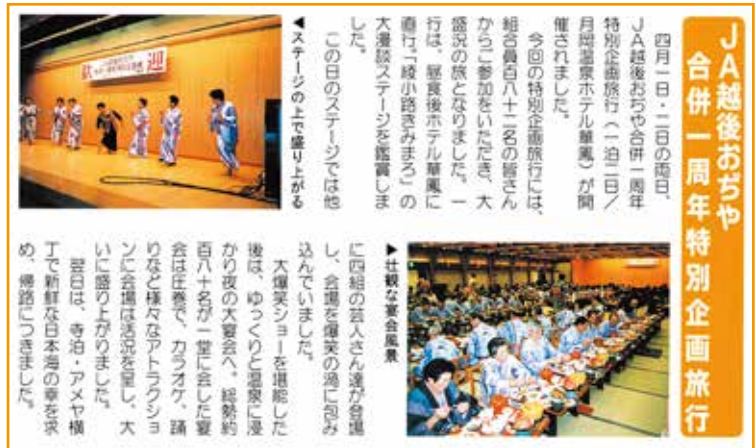 JA越後おぢや
合併一周年特別企画旅行
四月一日・二日の両日、
JA越後おぢや合併一周年
特別企画旅行（一泊二日／
月岡温泉ホテル華鳳）が開
催されました。
今回の特別企画旅行には、
組合員百八十二名の皆さん
からご参加をいただき、大
盛況の旅となりました。一
行は、昼食後ホテル華鳳に
直行「綾小路きみまろ」の
大漫談ステージを鑑賞しま
した。
この日のステージでは他
に四組の芸人さん達が登場
し、会場を爆笑の渦に包み
込んでいました。
大爆笑ショーを堪能した
後は、ゆっくりと温泉に浸
かり夜の大宴会へ。総勢約
百八十名が一堂に会した宴
会は圧巻で、カラオケ、踊
りなど様々なアトラクショ
ンに会場は活況を呈し、大
いに盛り上がりました。
翌日は、寺泊・アメヤ横
丁で新鮮な日本海の幸を求
め、帰路につきました。
▲ステージの上で盛り上がる
▶壮観な宴会風景
歓
迎